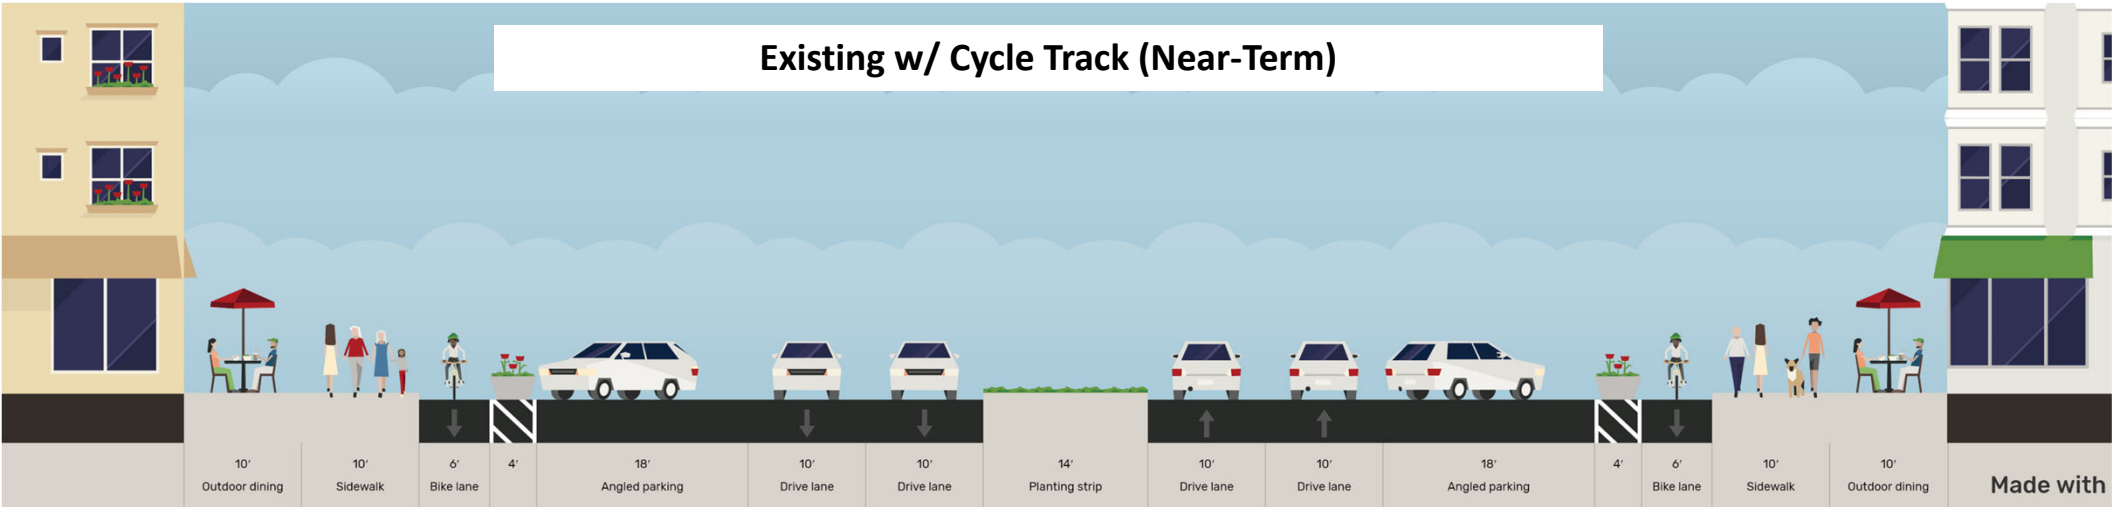 Existing w/ Cycle Track (Near-Term)
10' 10' 6' 4' 18' 10' 10' 14' 10' 10' 18' 4' 6' 10' 10'
Outdoor dining Sidewalk Bike lane Angled parking Drive lane Drive lane Planting strip Drive lane Drive lane Angled parking Bike lane Sidewalk Outdoor dining
Made with